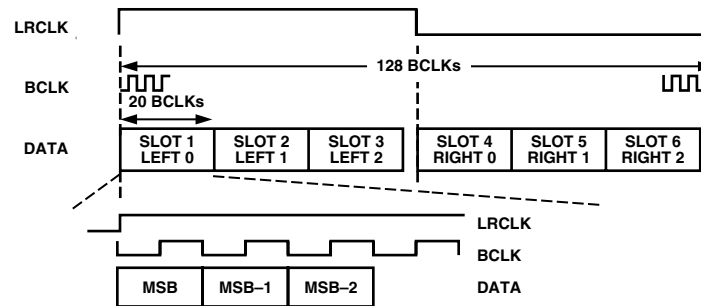 LRCLK
128 BCLKs
BCLK
20 BCLKs
DATA
SLOT 1
LEFT 0
SLOT 2
LEFT 1
SLOT 3
LEFT 2
SLOT 4
RIGHT 0
SLOT 5
RIGHT 1
SLOT 6
RIGHT 2
LRCLK
BCLK
MSB
MSB–1
MSB–2
DATA